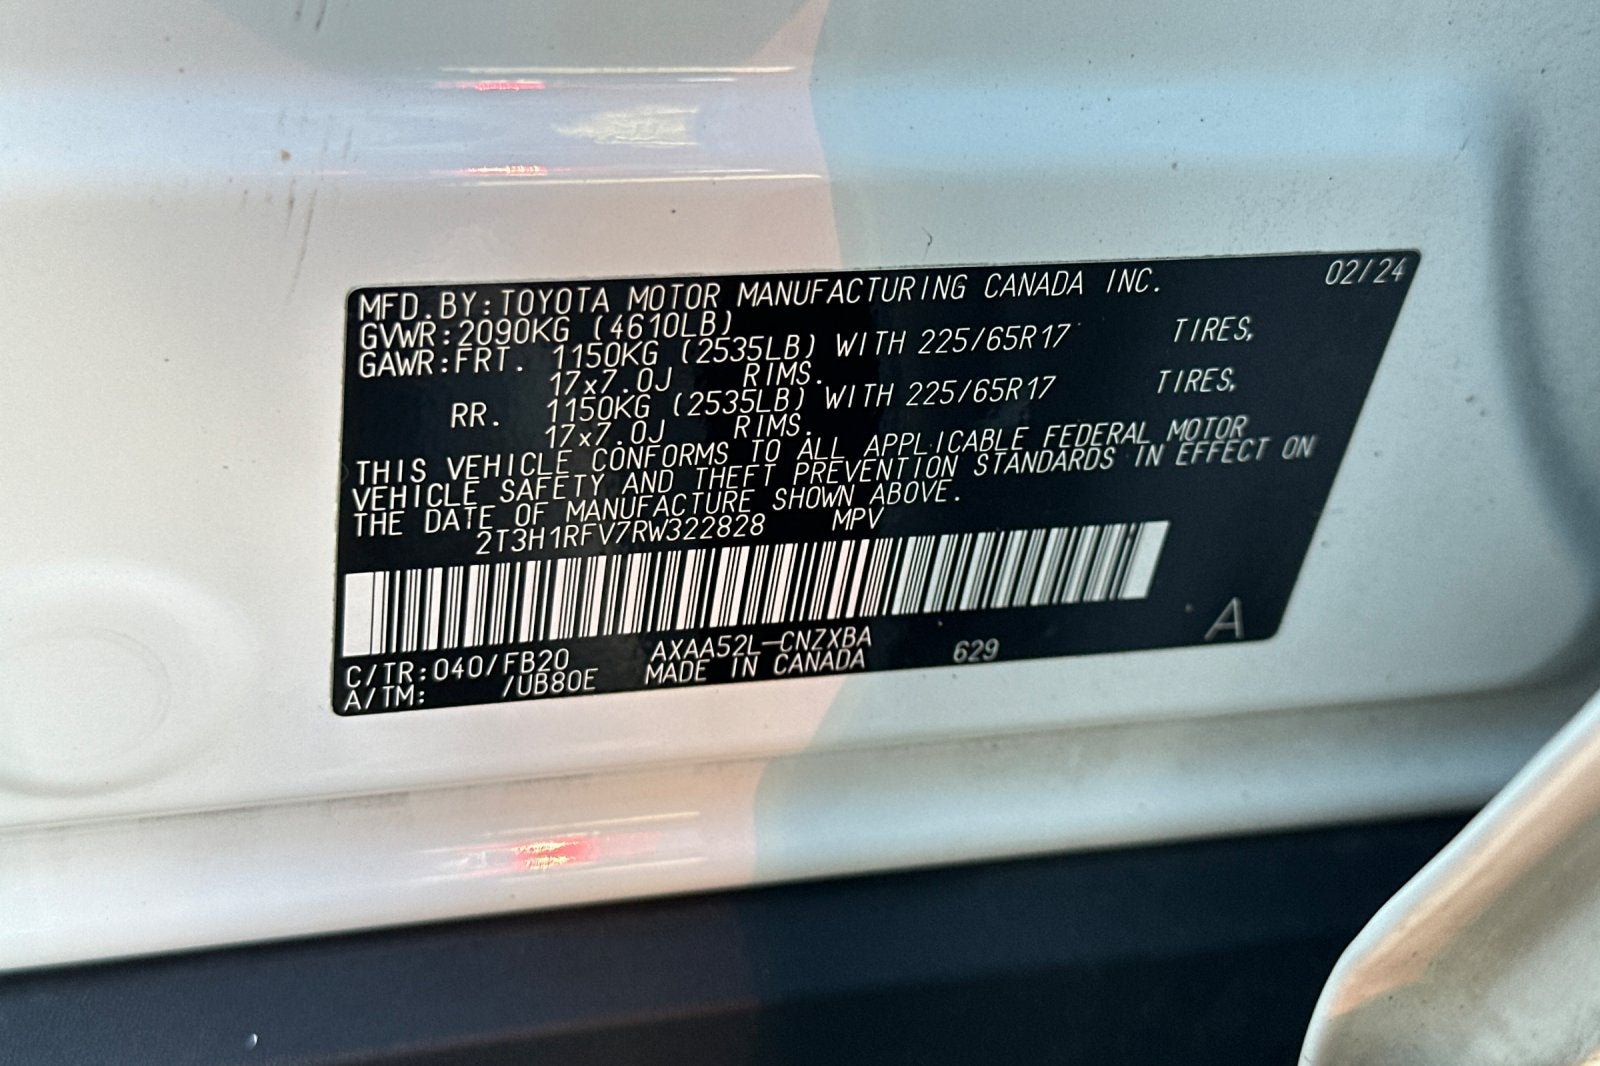 MFD.BY:TOYOTA MOTOR MANUFACTURING CANADA INC. 02/24
GVWR:2090KG (4610LB)
GAWR:FRT. 1150KG (2535LB) WITH 225/65R17 TIRES,
17x7.0J RIMS.
RR. 1150KG (2535LB) WITH 225/65R17 TIRES,
17x7.0J RIMS.
THIS VEHICLE CONFORMS TO ALL APPLICABLE FEDERAL MOTOR
VEHICLE SAFETY AND THEFT PREVENTION STANDARDS IN EFFECT ON
THE DATE OF MANUFACTURE SHOWN ABOVE.
2T3H1RFV7RW322828 MPV
C/TR:040/FB20 AXAA52L-CNZXBA 629 A
A/TM: /UB80E MADE IN CANADA